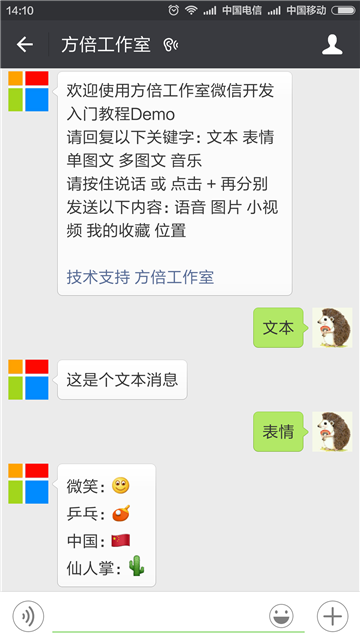 14:10 中国电信 中国移动
方倍工作室
欢迎使用方倍工作室微信开发
入门教程Demo
请回复以下关键字: 文本 表情
单图文 多图文 音乐
请按住说话 或 点击 + 再分别
发送以下内容: 语音 图片 小视
频 我的收藏 位置
技术支持 方倍工作室
文本
这是个文本消息
表情
微笑:
乒乓:
中国:
仙人掌: